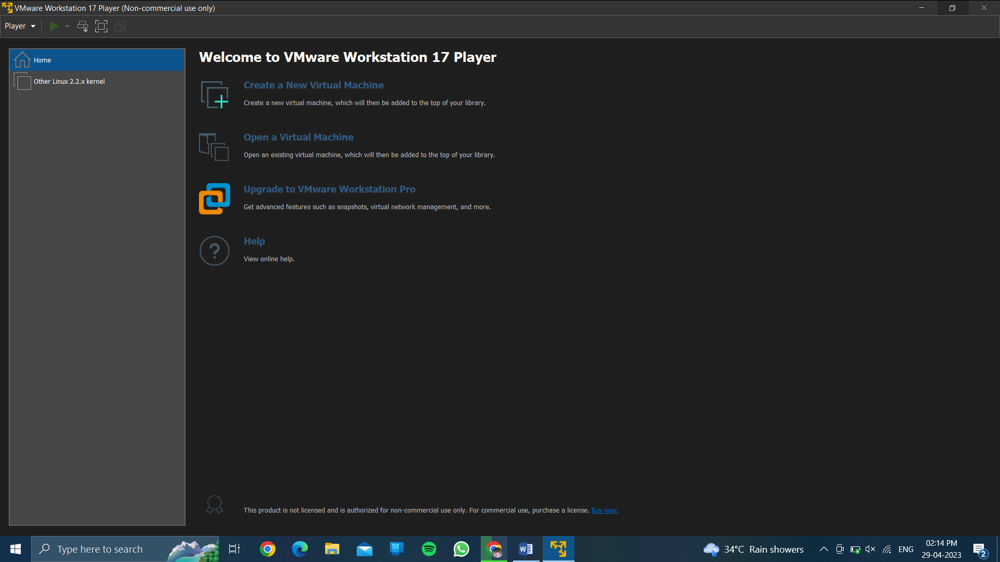 VMware Workstation 17 Player (Non-commercial use only)
Player
Home
Other Linux 2.2.x kernel
Welcome to VMware Workstation 17 Player
Create a New Virtual Machine
Create a new virtual machine, which will then be added to the top of your library.
Open a Virtual Machine
Open an existing virtual machine, which will then be added to the top of your library.
Upgrade to VMware Workstation Pro
Get advanced features such as snapshots, virtual network management, and more.
?
Help
View online help.
This product is not licensed and is authorized for non-commercial use only. For commercial use, purchase a license. Buy now.
Type here to search
34°C Rain showers
ENG
02:14 PM
29-04-2023
2